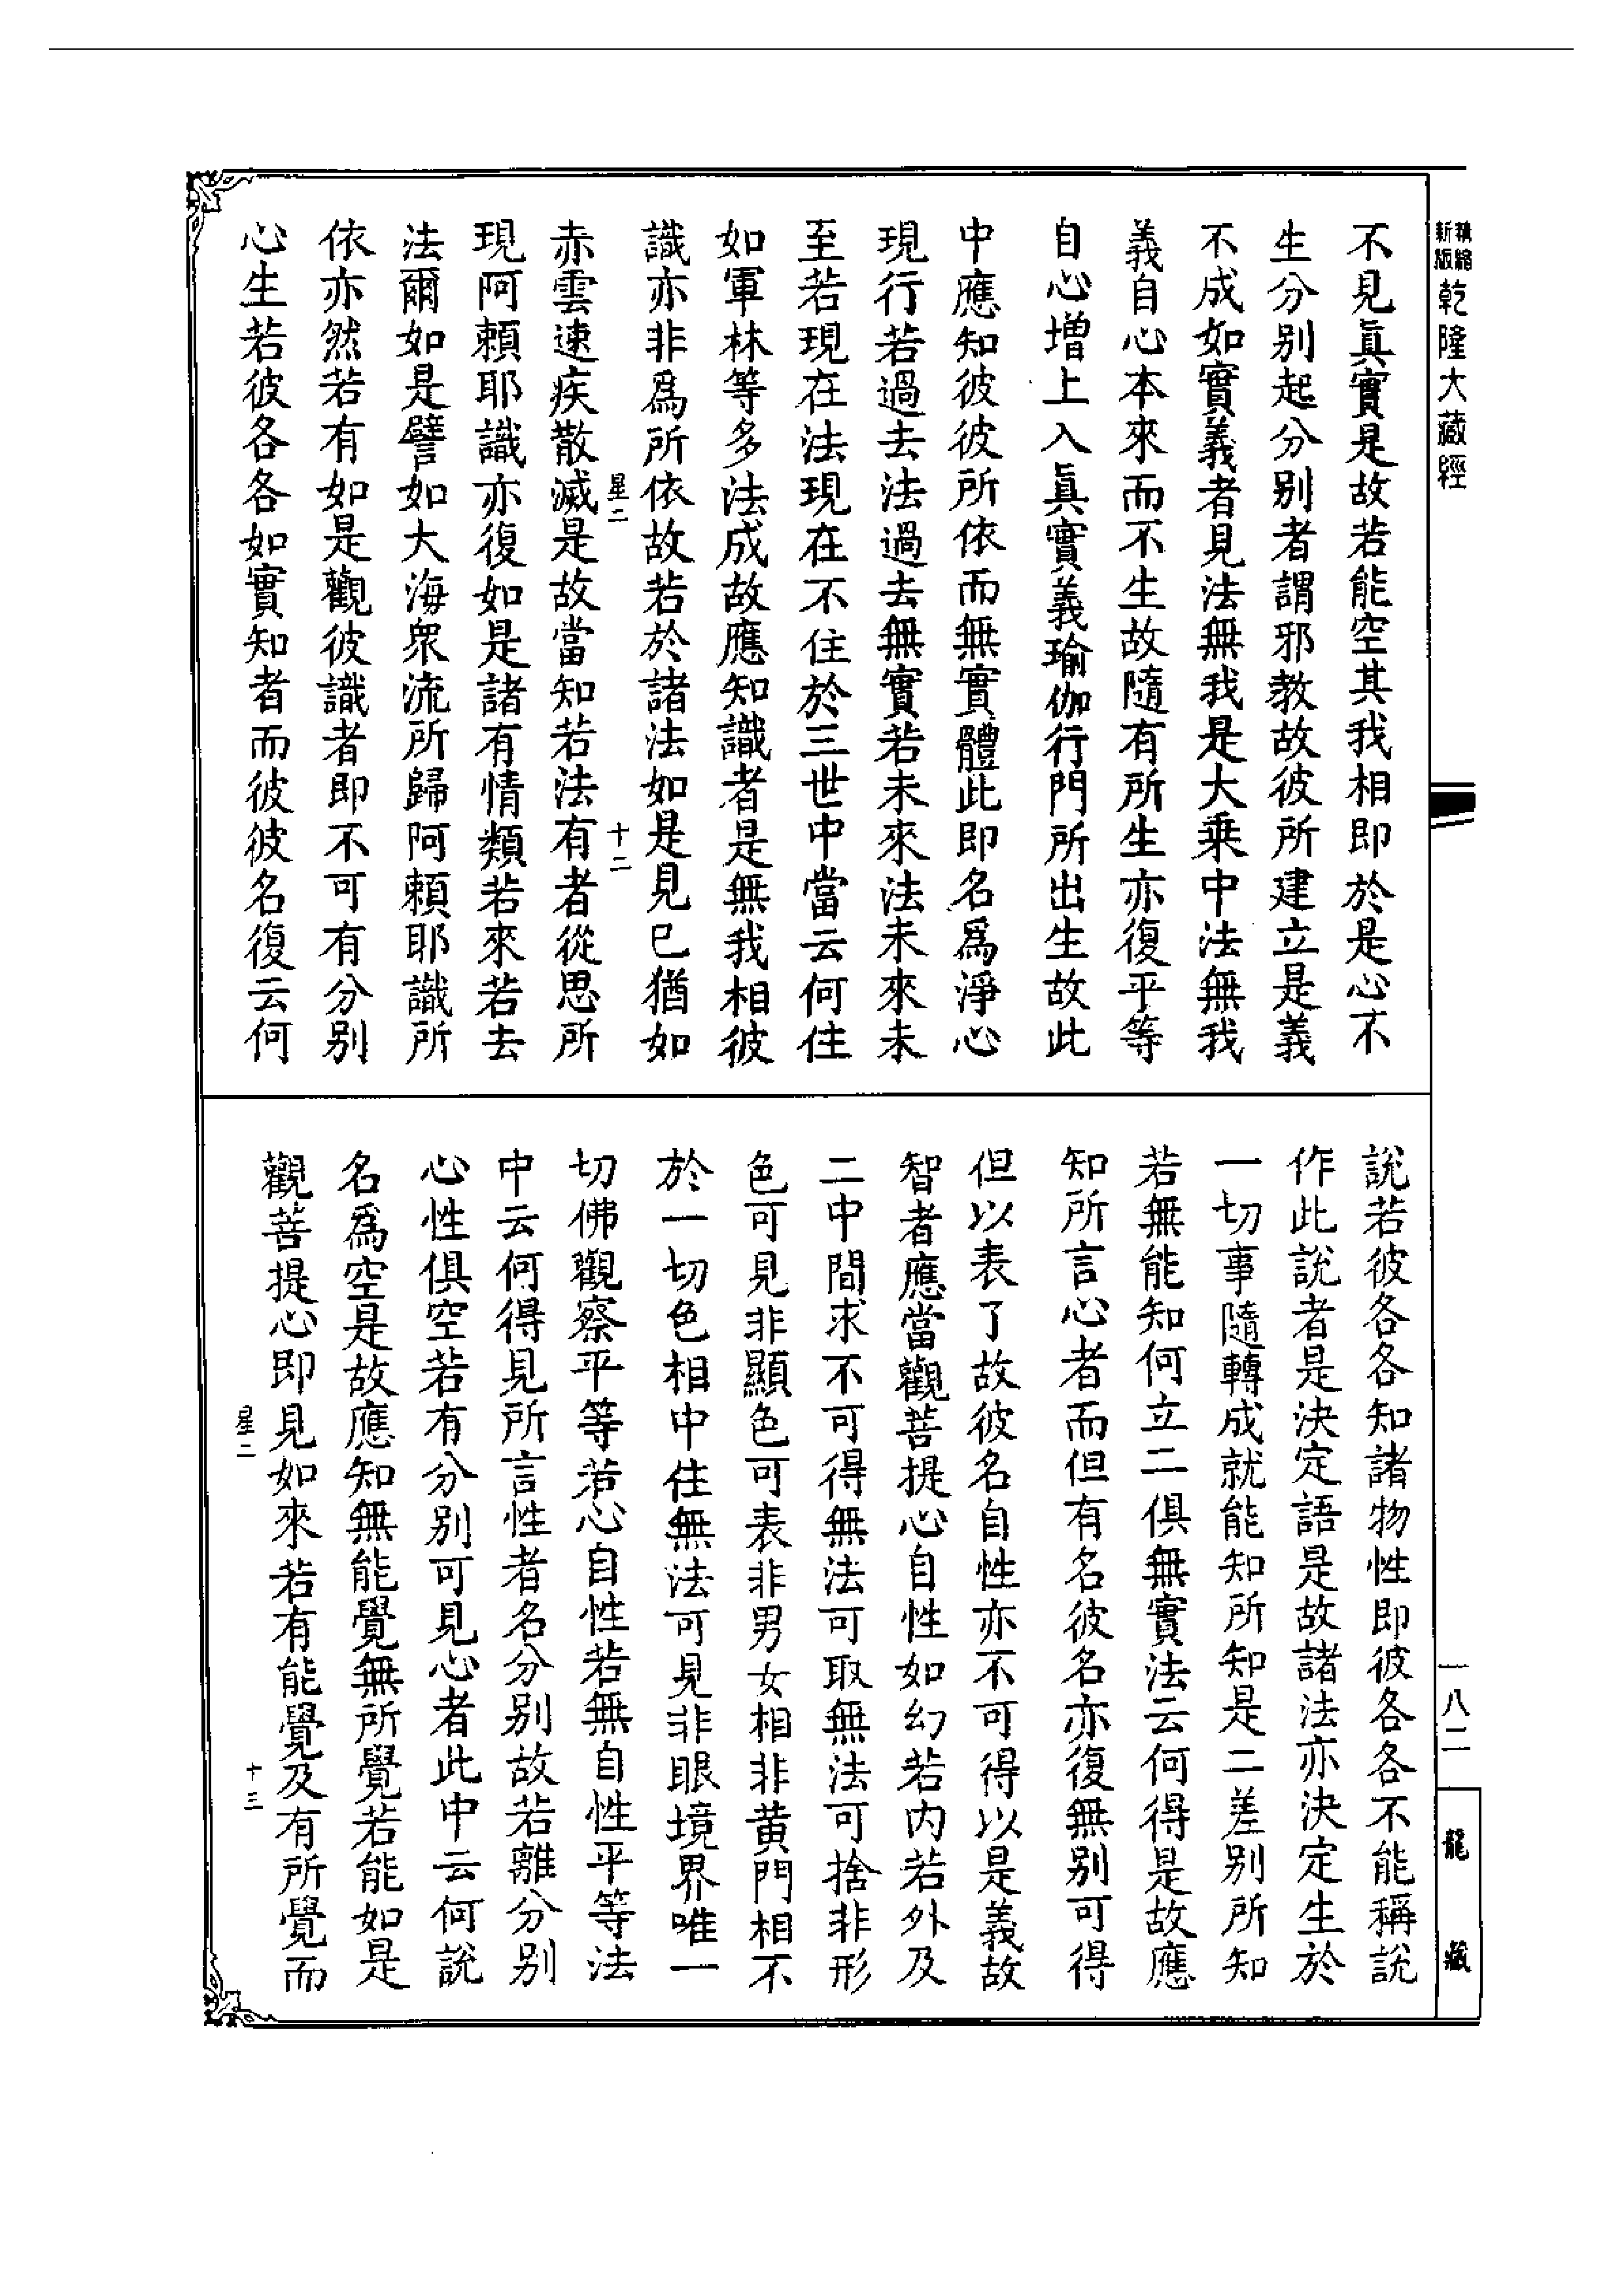 新版
精縮
乾隆大藏經
不見眞實是故若能空其我相即於是心不
生分別起分別者謂邪教故彼所建立是義
不成如實義者見法無我是大乘中法無我
義自心本來而不生故隨有所生亦復平等
自心增上入眞實義瑜伽行門所出生故此
中應知彼彼所依而無實體此即名爲淨心
現行若過去法過去無實若未來法未來未
至若現在法現在不住於三世中當云何住
如軍林等多法成故應知識者是無我相彼
識亦非爲所依故若於諸法如是見已猶如
星二
十二
赤雲速疾散滅是故當知若法有者從思所
現阿賴耶識亦復如是諸有情類若來若去
法爾如是譬如大海衆流所歸阿賴耶識所
依亦然若有如是觀彼識者即不可有分別
心生若彼各各如實知者而彼彼名復云何
說若彼各各知諸物性即彼各各不能稱說
作此說者是決定語是故諸法亦決定生於
一切事隨轉成就能知所知是二差別所知
若無能知何立二俱無實法云何得是故應
知所言心者而但有名彼名亦復無別可得
但以表了故彼名自性亦不可得以是義故
智者應當觀菩提心自性如幻若内若外及
二中間求不可得無法可取無法可捨非形
色可見非顯色可表非男女相非黄門相不
於一切色相中住無法可見非眼境界唯一
切佛觀察平等若心自性若無自性平等法
中云何得見所言性者名分別故若離分別
心性俱空若有分別可見心者此中云何說
名爲空是故應知無能覺無所覺若能如是
觀菩提心即見如來若有能覺及有所覺而
星二
十三
一八二
龍藏